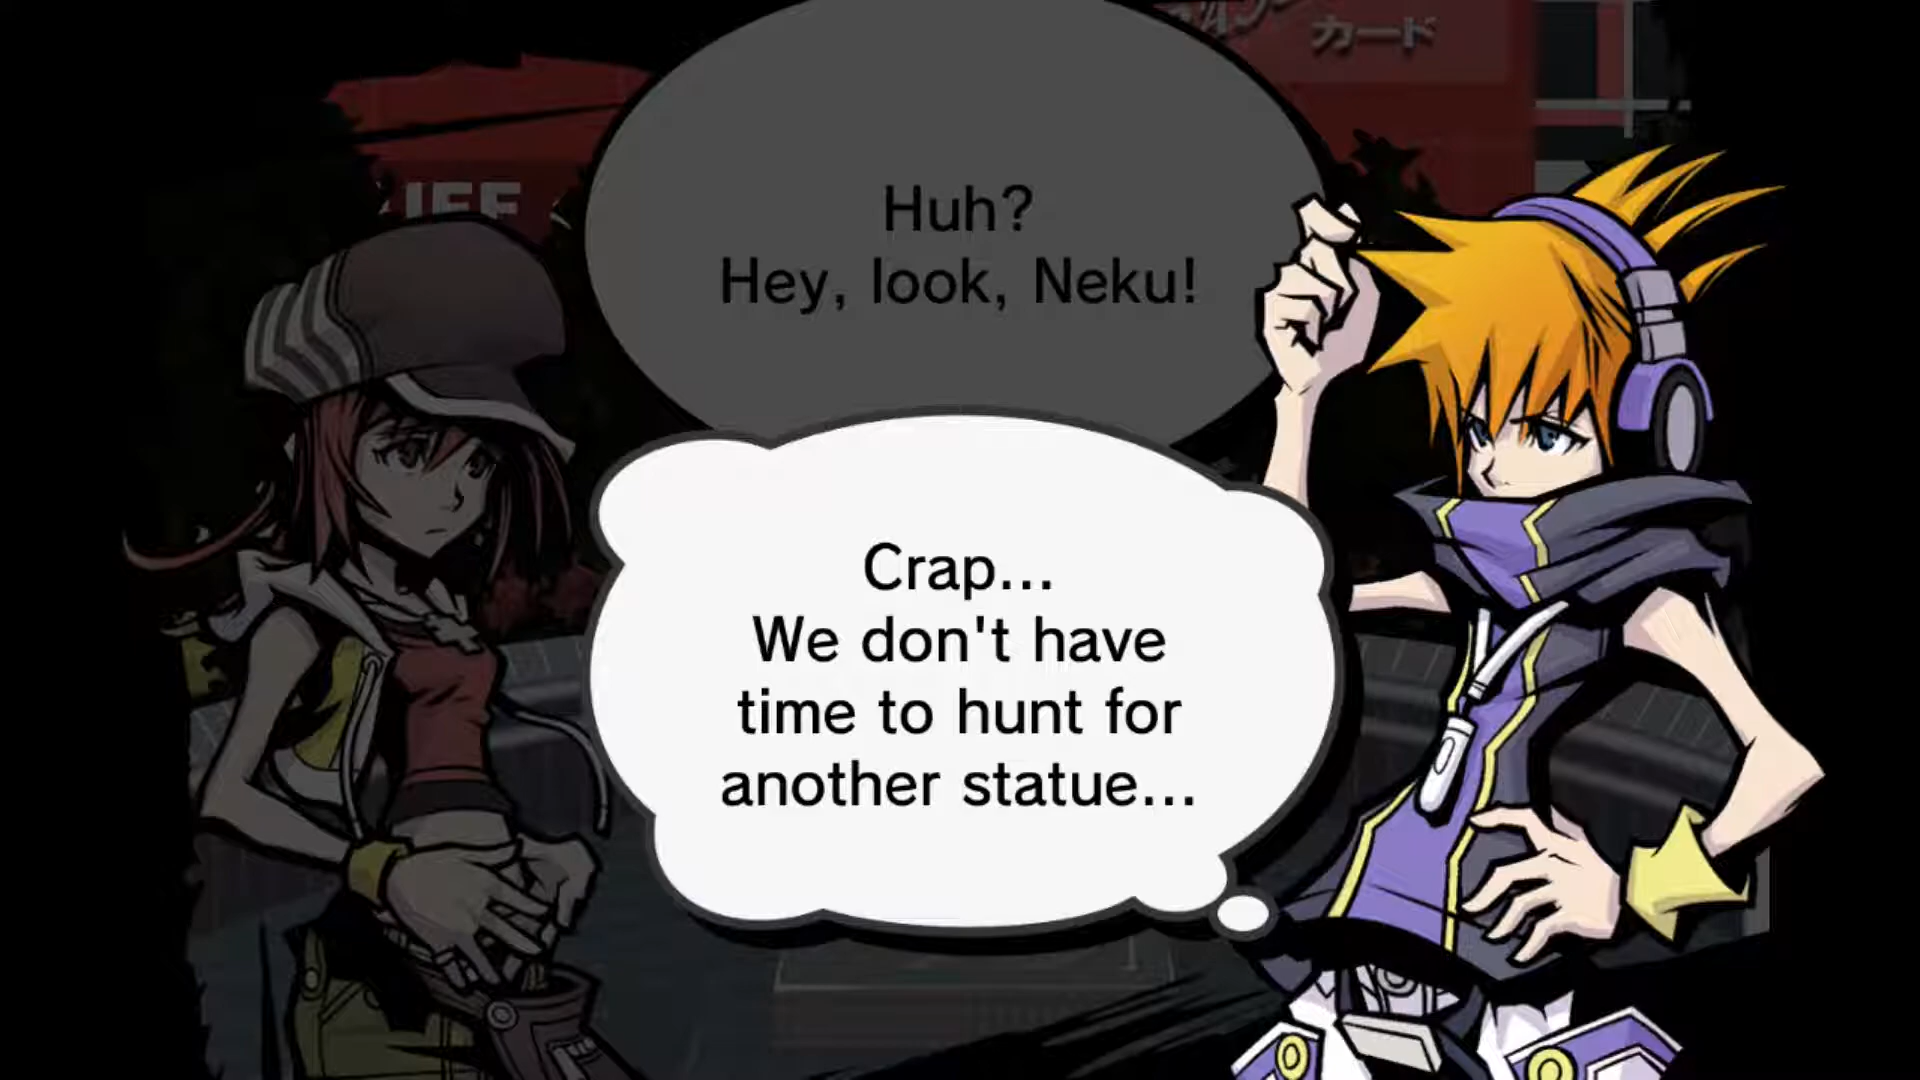 カード
Huh?
Hey, look, Neku!
Crap...
We don't have
time to hunt for
another statue...